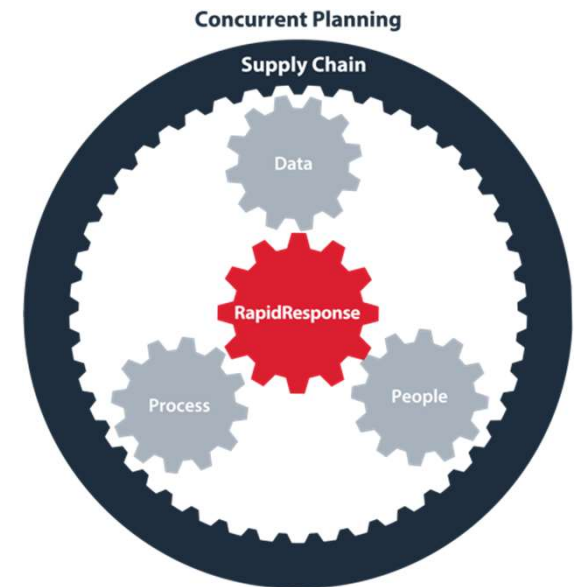 Concurrent Planning
Supply Chain
Data
RapidResponse
Process
People